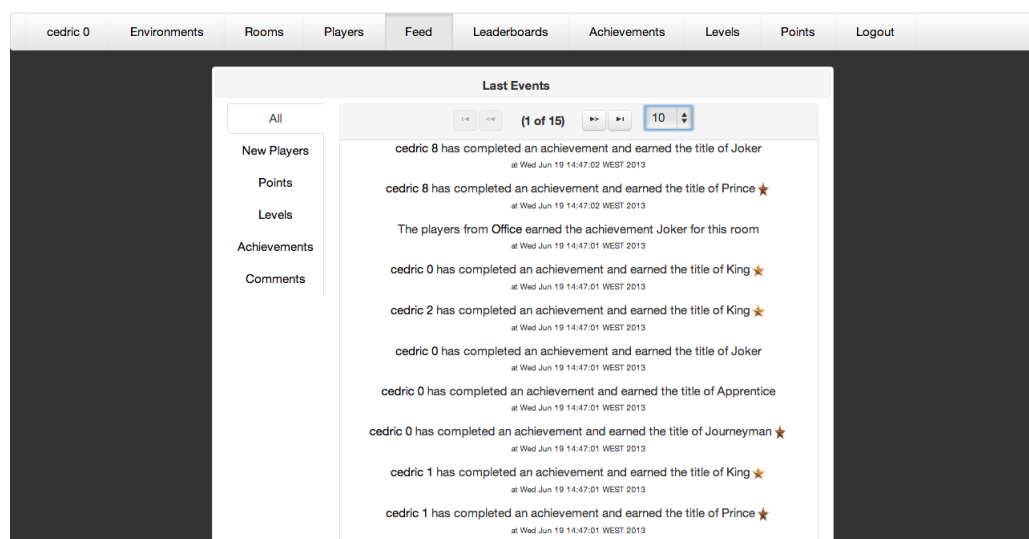 cedric 0 Environments Rooms Players Feed Leaderboards Achievements Levels Points Logout
Last Events
All
New Players
Points
Levels
Achievements
Comments
(1 of 15) 10
cedric 8 has completed an achievement and earned the title of Joker
at Wed Jun 19 14:47:02 WEST 2013
cedric 8 has completed an achievement and earned the title of Prince
at Wed Jun 19 14:47:02 WEST 2013
The players from Office earned the achievement Joker for this room
at Wed Jun 19 14:47:01 WEST 2013
cedric 0 has completed an achievement and earned the title of King
at Wed Jun 19 14:47:01 WEST 2013
cedric 2 has completed an achievement and earned the title of King
at Wed Jun 19 14:47:01 WEST 2013
cedric 0 has completed an achievement and earned the title of Joker
at Wed Jun 19 14:47:01 WEST 2013
cedric 0 has completed an achievement and earned the title of Apprentice
at Wed Jun 19 14:47:01 WEST 2013
cedric 0 has completed an achievement and earned the title of Journeyman
at Wed Jun 19 14:47:01 WEST 2013
cedric 1 has completed an achievement and earned the title of King
at Wed Jun 19 14:47:01 WEST 2013
cedric 1 has completed an achievement and earned the title of Prince
at Wed Jun 19 14:47:01 WEST 2013